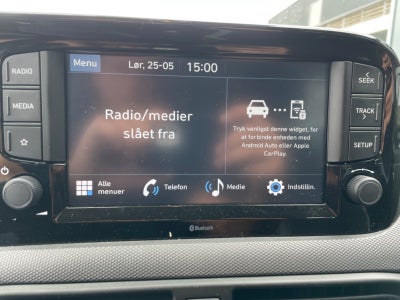 Menu
Lør, 25-05
15:00
RADIO
MEDIA
SEEK
TRACK
SETUP
Radio/medier
slået fra
Tryk venligst denne widget, for
at forbinde enheden med
Android Auto eller Apple
CarPlay.
Alle
menuer
Telefon
Medie
Indstillin.
Bluetooth